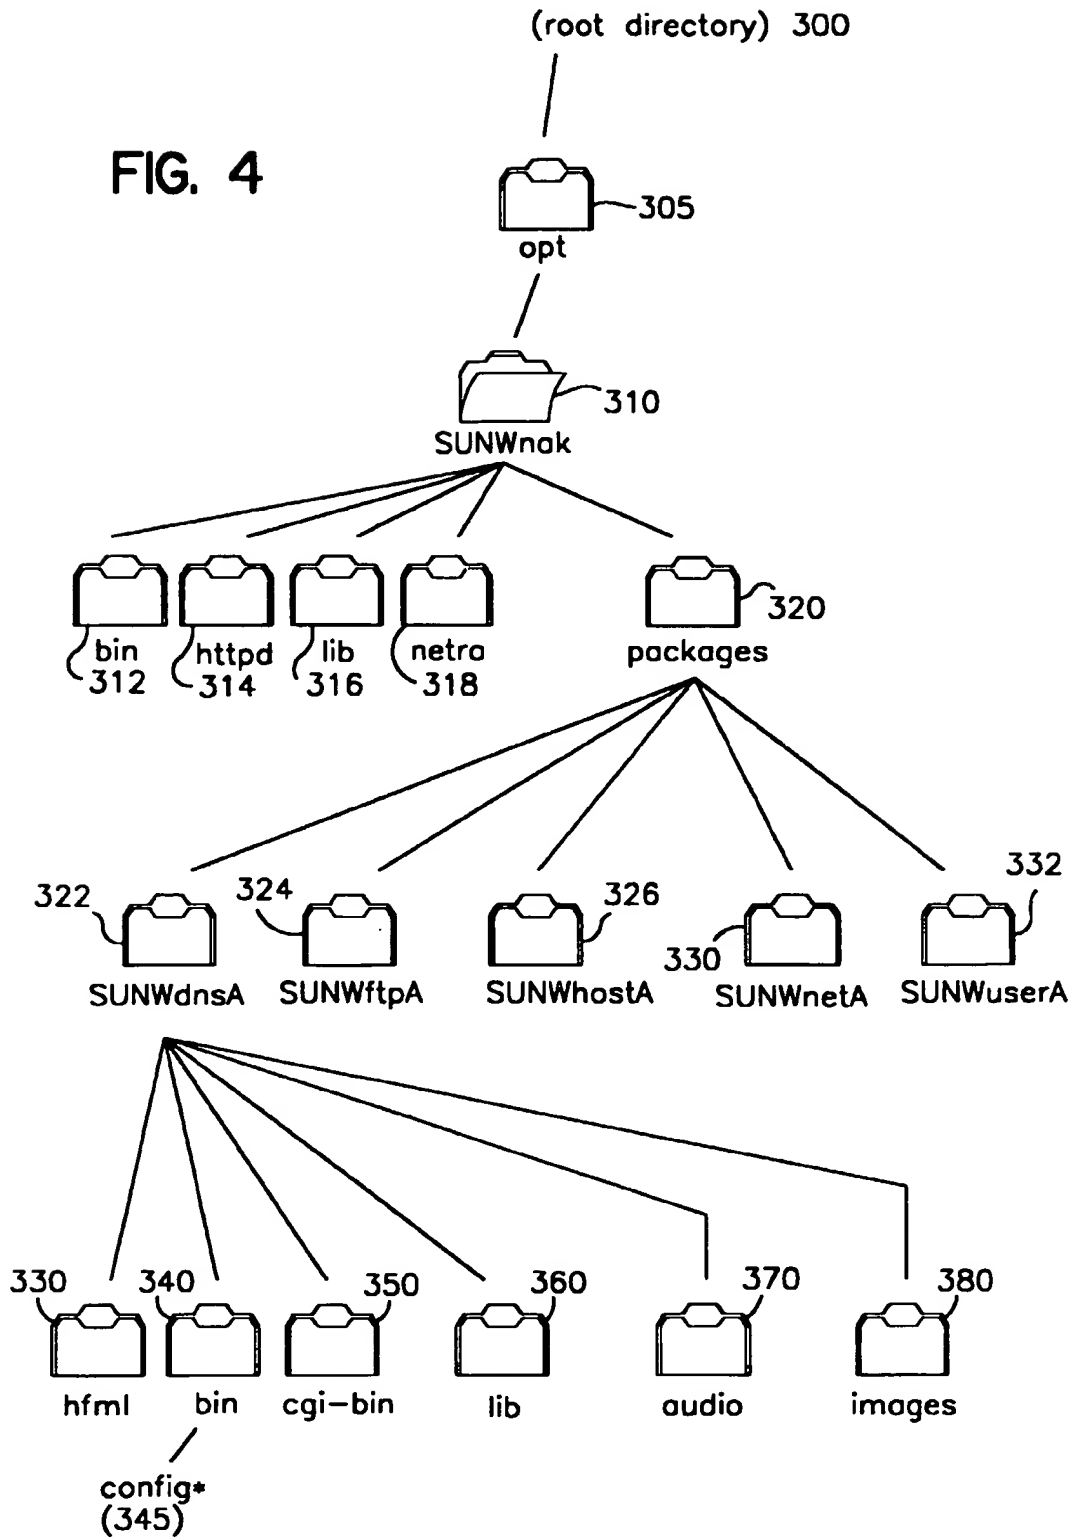 (root directory) 300
FIG. 4
305
opt
310
SUNWnak
bin
312
httpd
314
lib
316
netra
318
320
packages
322
324
326
330
332
SUNWdnsA
SUNWftpA
SUNWhostA
SUNWnetA
SUNWuserA
330
340
350
360
370
380
hfml
bin
cgi-bin
lib
audio
images
config*
(345)